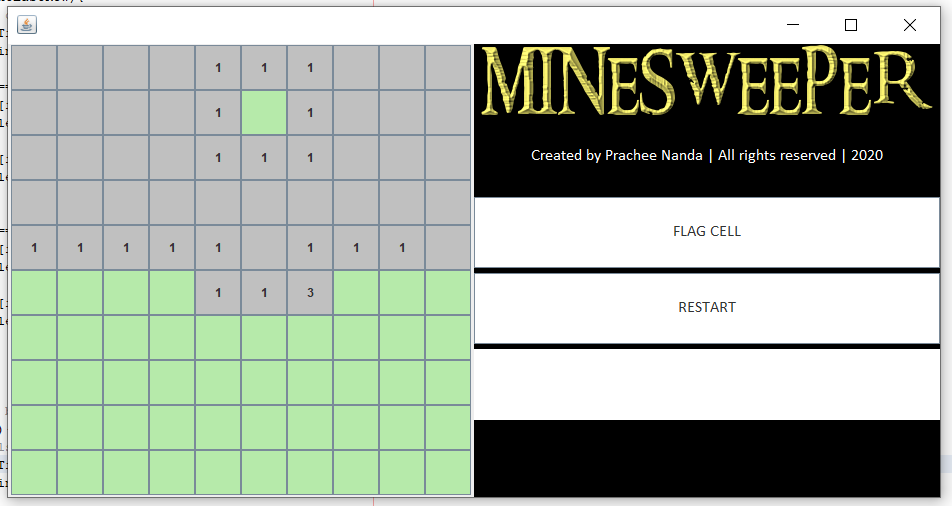 1 1 1
MINESWEEPER
1 1
1 1 1
Created by Prachee Nanda | All rights reserved | 2020
FLAG CELL
1 1 1 1 1 1 1 1
1 1 3
RESTART